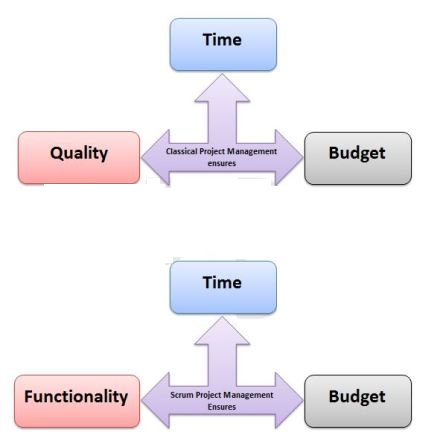 Time
Quality
Classical Project Management
ensures
Budget
Time
Functionality
Scrum Project Management
Ensures
Budget